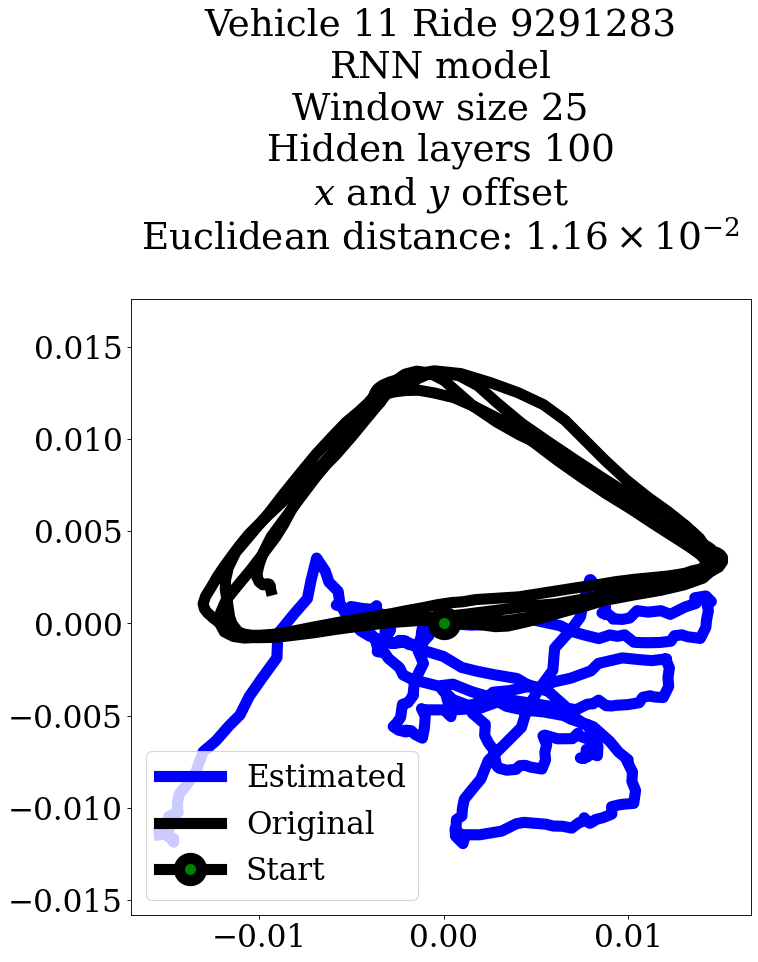 Vehicle 11 Ride 9291283
RNN model
Window size 25
Hidden layers 100
x and y offset
Euclidean distance: 1.16 × 10⁻²
0.015
0.010
0.005
0.000
−0.005
−0.010
−0.015
Estimated
Original
Start
−0.01 0.00 0.01